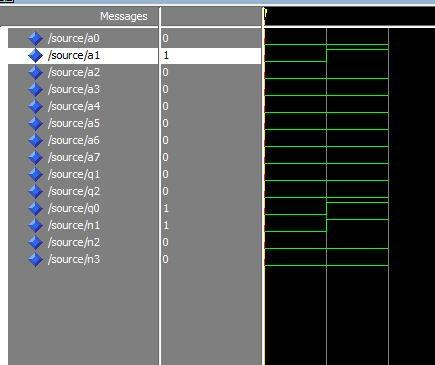 Messages
/source/a0 0
/source/a1 1
/source/a2 0
/source/a3 0
/source/a4 0
/source/a5 0
/source/a6 0
/source/a7 0
/source/q1 0
/source/q2 0
/source/q0 1
/source/n1 1
/source/n2 0
/source/n3 0